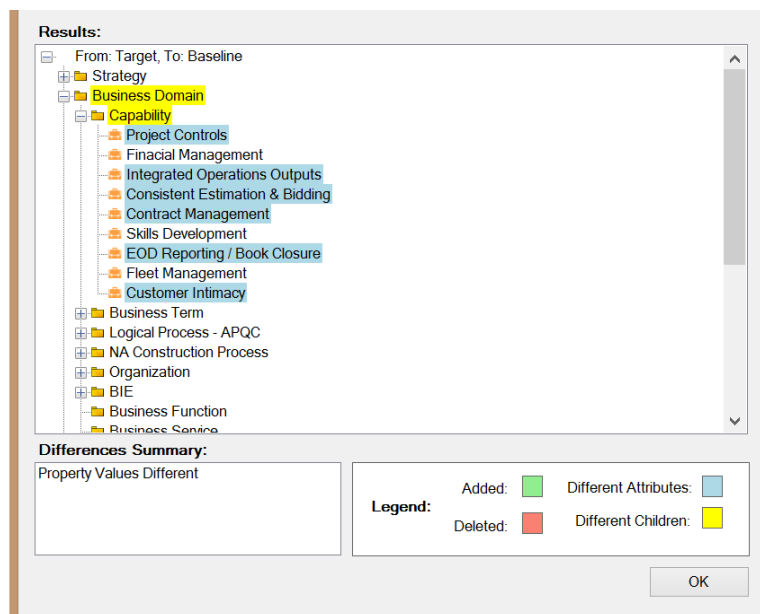 Results:
From: Target, To: Baseline
Strategy
Business Domain
Capability
Project Controls
Finacial Management
Integrated Operations Outputs
Consistent Estimation & Bidding
Contract Management
Skills Development
EOD Reporting / Book Closure
Fleet Management
Customer Intimacy
Business Term
Logical Process - APQC
NA Construction Process
Organization
BIE
Business Function
Business Service
Differences Summary:
Property Values Different
Legend:
Added:
Different Attributes:
Deleted:
Different Children:
OK